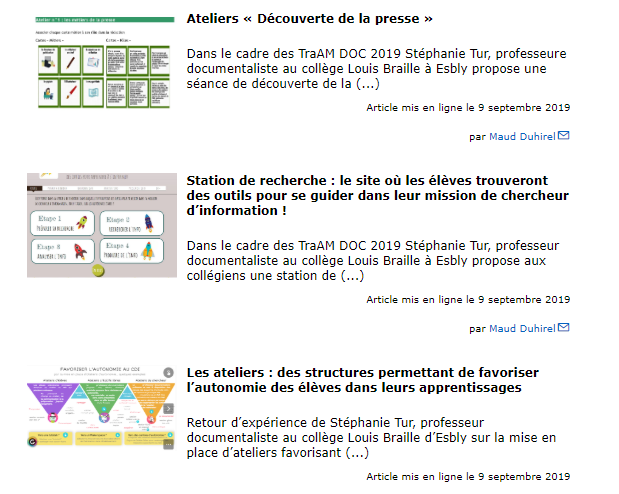 Ateliers « Découverte de la presse »
Dans le cadre des TraAM DOC 2019 Stéphanie Tur, professeure
documentaliste au collège Louis Braille à Esbly propose une
séance de découverte de la (...)
Article mis en ligne le 9 septembre 2019
par Maud Duhirel
Station de recherche : le site où les élèves trouveront
des outils pour se guider dans leur mission de chercheur
d’information !
Etape 1
Etape 2
Etape 3
Etape 4
Dans le cadre des TraAM DOC 2019 Stéphanie Tur, professeur
documentaliste au collège Louis Braille à Esbly propose aux
collégiens une station de (...)
Article mis en ligne le 9 septembre 2019
par Maud Duhirel
FAVORISER L'AUTONOMIE AU CDI
Les ateliers : des structures permettant de favoriser
l’autonomie des élèves dans leurs apprentissages
Retour d’expérience de Stéphanie Tur, professeur
documentaliste au collège Louis Braille d’Esbly sur la mise en
place d’ateliers favorisant (...)
Article mis en ligne le 9 septembre 2019